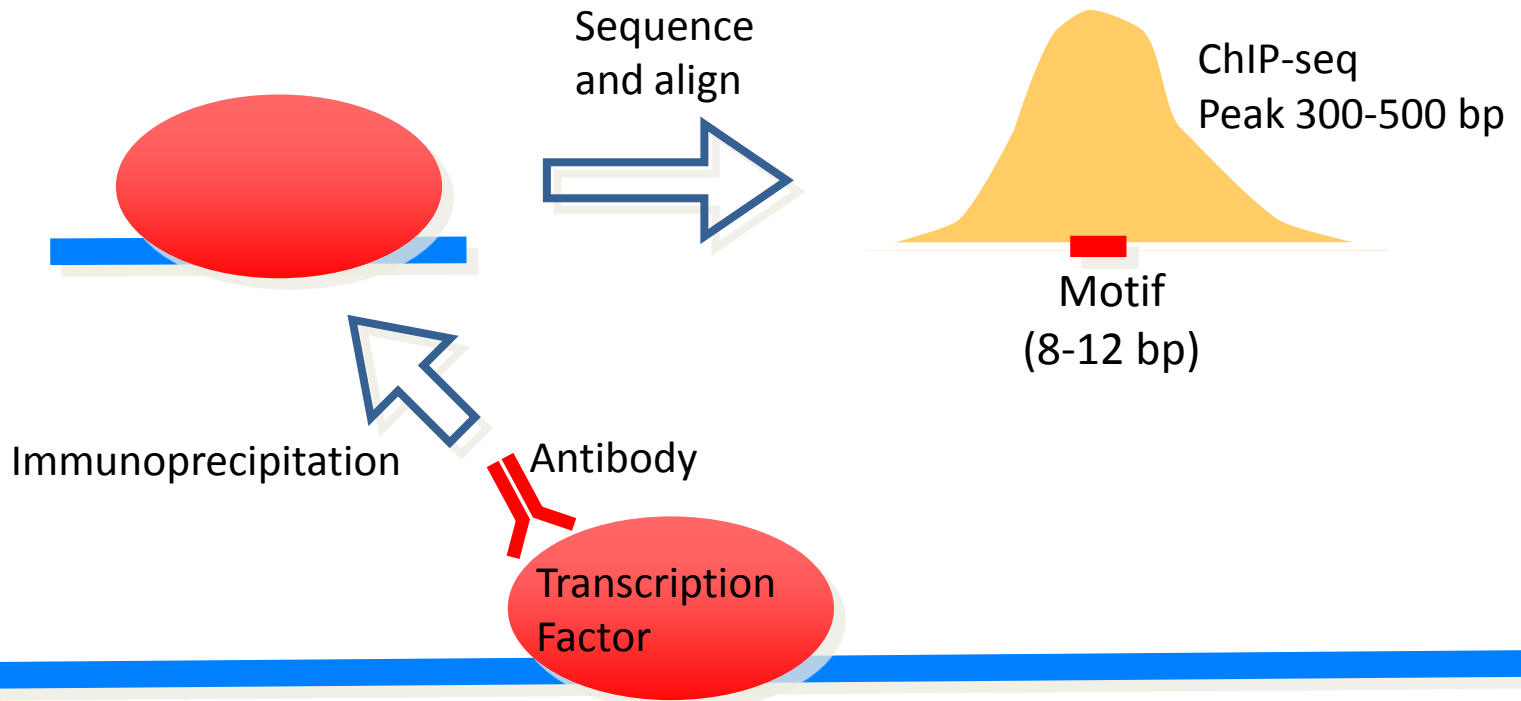 Sequence
and align
ChIP-seq
Peak 300-500 bp
Motif
(8-12 bp)
Immunoprecipitation
Antibody
Transcription
Factor